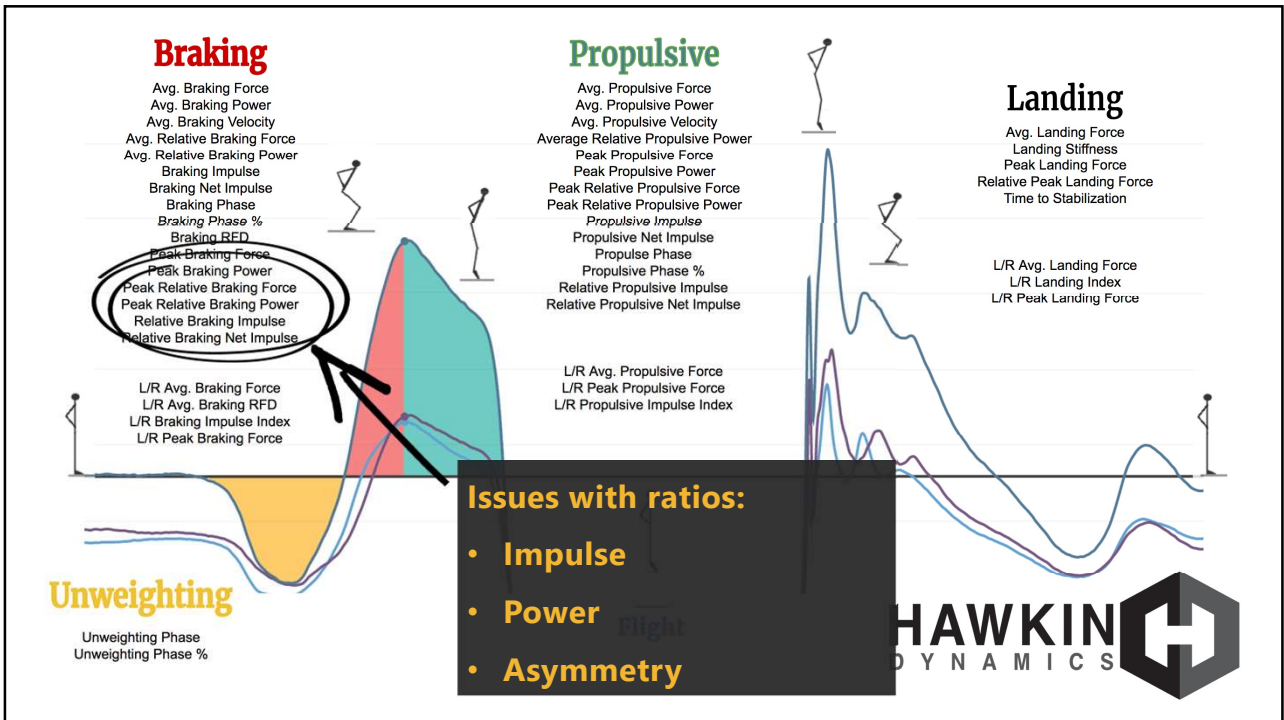 Braking
Avg. Braking Force
Avg. Braking Power
Avg. Braking Velocity
Avg. Relative Braking Force
Avg. Relative Braking Power
Braking Impulse
Braking Net Impulse
Braking Phase
Braking Phase %
Braking RFD
Peak Braking Force
Peak Braking Power
Peak Relative Braking Force
Peak Relative Braking Power
Relative Braking Impulse
Relative Braking Net Impulse
L/R Avg. Braking Force
L/R Avg. Braking RFD
L/R Braking Impulse Index
L/R Peak Braking Force
Unweighting
Unweighting Phase
Unweighting Phase %
Propulsive
Avg. Propulsive Force
Avg. Propulsive Power
Avg. Propulsive Velocity
Average Relative Propulsive Power
Peak Propulsive Force
Peak Propulsive Power
Peak Relative Propulsive Force
Peak Relative Propulsive Power
Propulsive Impulse
Propulsive Net Impulse
Propulse Phase
Propulsive Phase %
Relative Propulsive Impulse
Relative Propulsive Net Impulse
L/R Avg. Propulsive Force
L/R Peak Propulsive Force
L/R Propulsive Impulse Index
Issues with ratios:
• Impulse
• Power
Flight
• Asymmetry
Landing
Avg. Landing Force
Landing Stiffness
Peak Landing Force
Relative Peak Landing Force
Time to Stabilization
L/R Avg. Landing Force
L/R Landing Index
L/R Peak Landing Force
HAWKIN
DYNAMICS